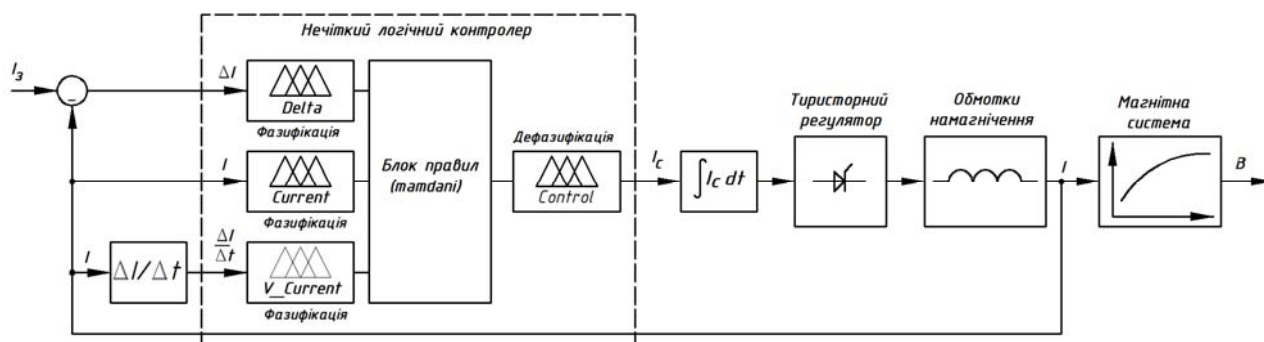 Нечіткий логічний контролер
Iз
-
ΔI
Delta
Фазифікація
I
Current
Фазифікація
I
ΔI/Δt
ΔI
Δt
V_Current
Фазифікація
Блок правил
(mamdani)
Дефазифікація
Control
Ic
∫Ic dt
Тиристорний
регулятор
Обмотки
намагнічення
I
Магнітна
система
B